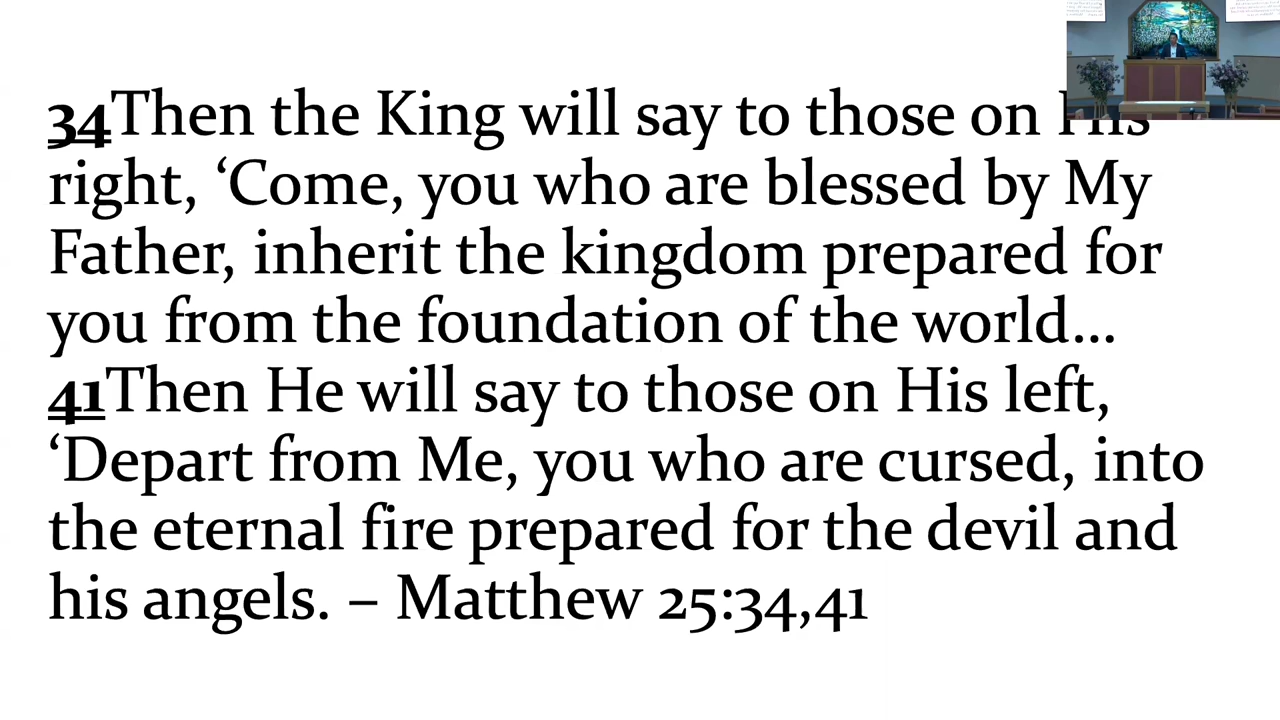 34Then the King will say to those on His
right, ‘Come, you who are blessed by My
Father, inherit the kingdom prepared for
you from the foundation of the world...
41Then He will say to those on His left,
‘Depart from Me, you who are cursed, into
the eternal fire prepared for the devil and
his angels. – Matthew 25:34,41